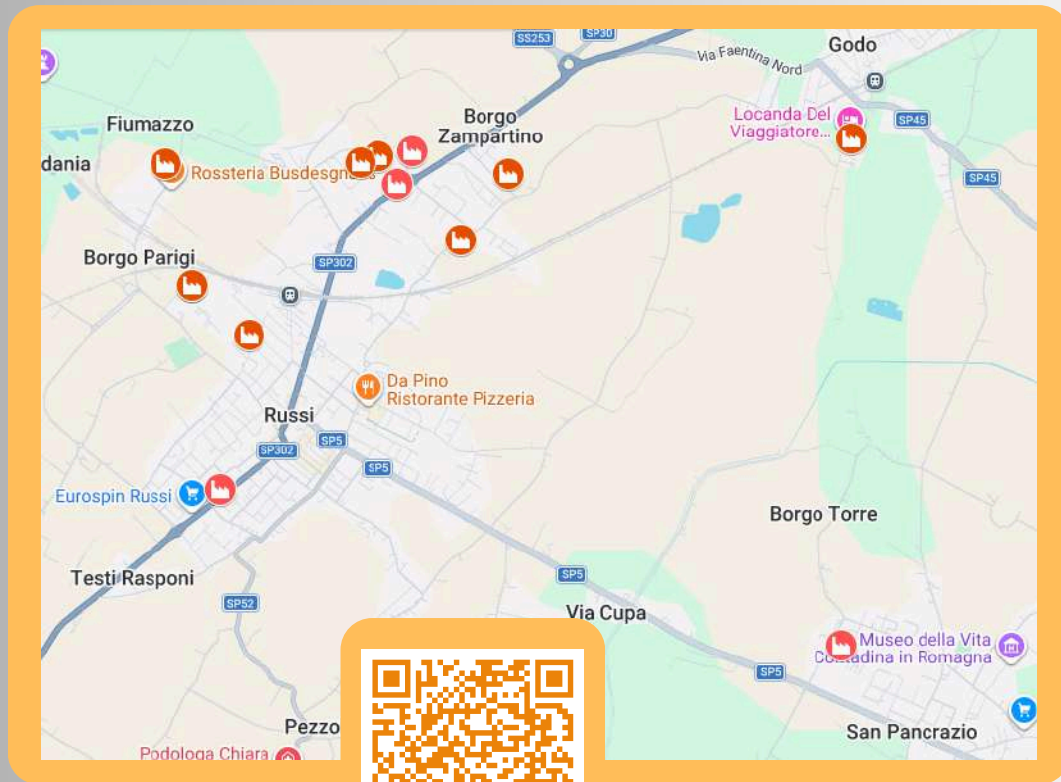 SS253
SP30
Godo
Via Faentina Nord
Fiumazzo
Borgo
Zampartino
Locanda Del
Viaggiatore...
SP45
dania
Rossteria Busdesgn
SP45
Borgo Parigi
SP302
Da Pino
Ristorante Pizzeria
Russi
SP302
SP5
SP5
Eurospin Russi
Borgo Torre
Testi Rasponi
SP5
SP52
Via Cupa
Museo della Vita
Contadina in Romagna
SP5
Pezzo
San Pancrazio
Podologa Chiara